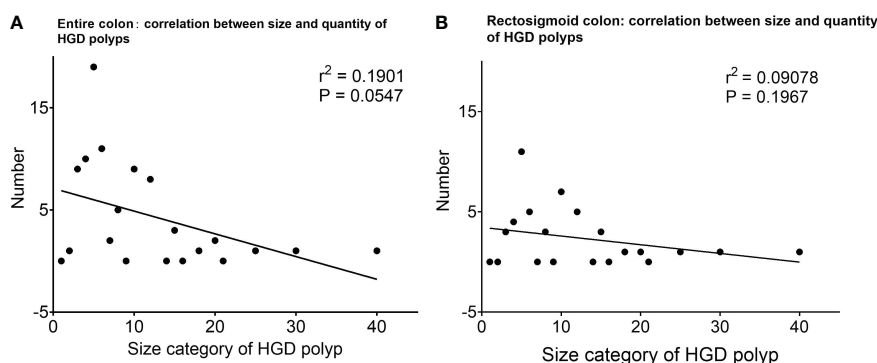 A
Entire colon: correlation between size and quantity of
HGD polyps
r² = 0.1901
P = 0.0547
Number
15
5
-5
0
10
20
30
40
Size category of HGD polyp
B
Rectosigmoid colon: correlation between size and quantity
of HGD polyps
r² = 0.09078
P = 0.1967
Number
15
5
-5
0
10
20
30
40
Size category of HGD polyp